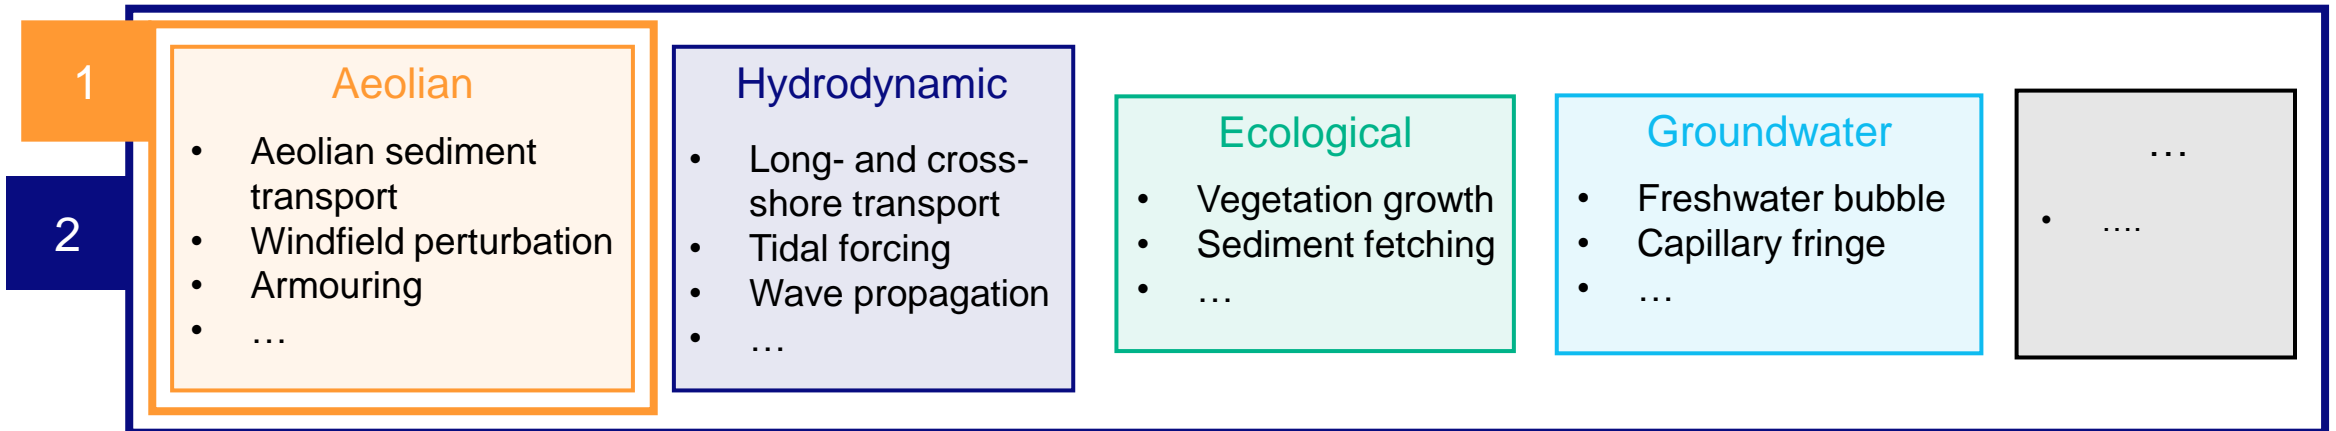 1
2
Aeolian
• Aeolian sediment
transport
• Windfield perturbation
• Armouring
• …
Hydrodynamic
• Long- and cross-
shore transport
• Tidal forcing
• Wave propagation
• …
Ecological
• Vegetation growth
• Sediment fetching
• …
Groundwater
• Freshwater bubble
• Capillary fringe
• …
…
• ….